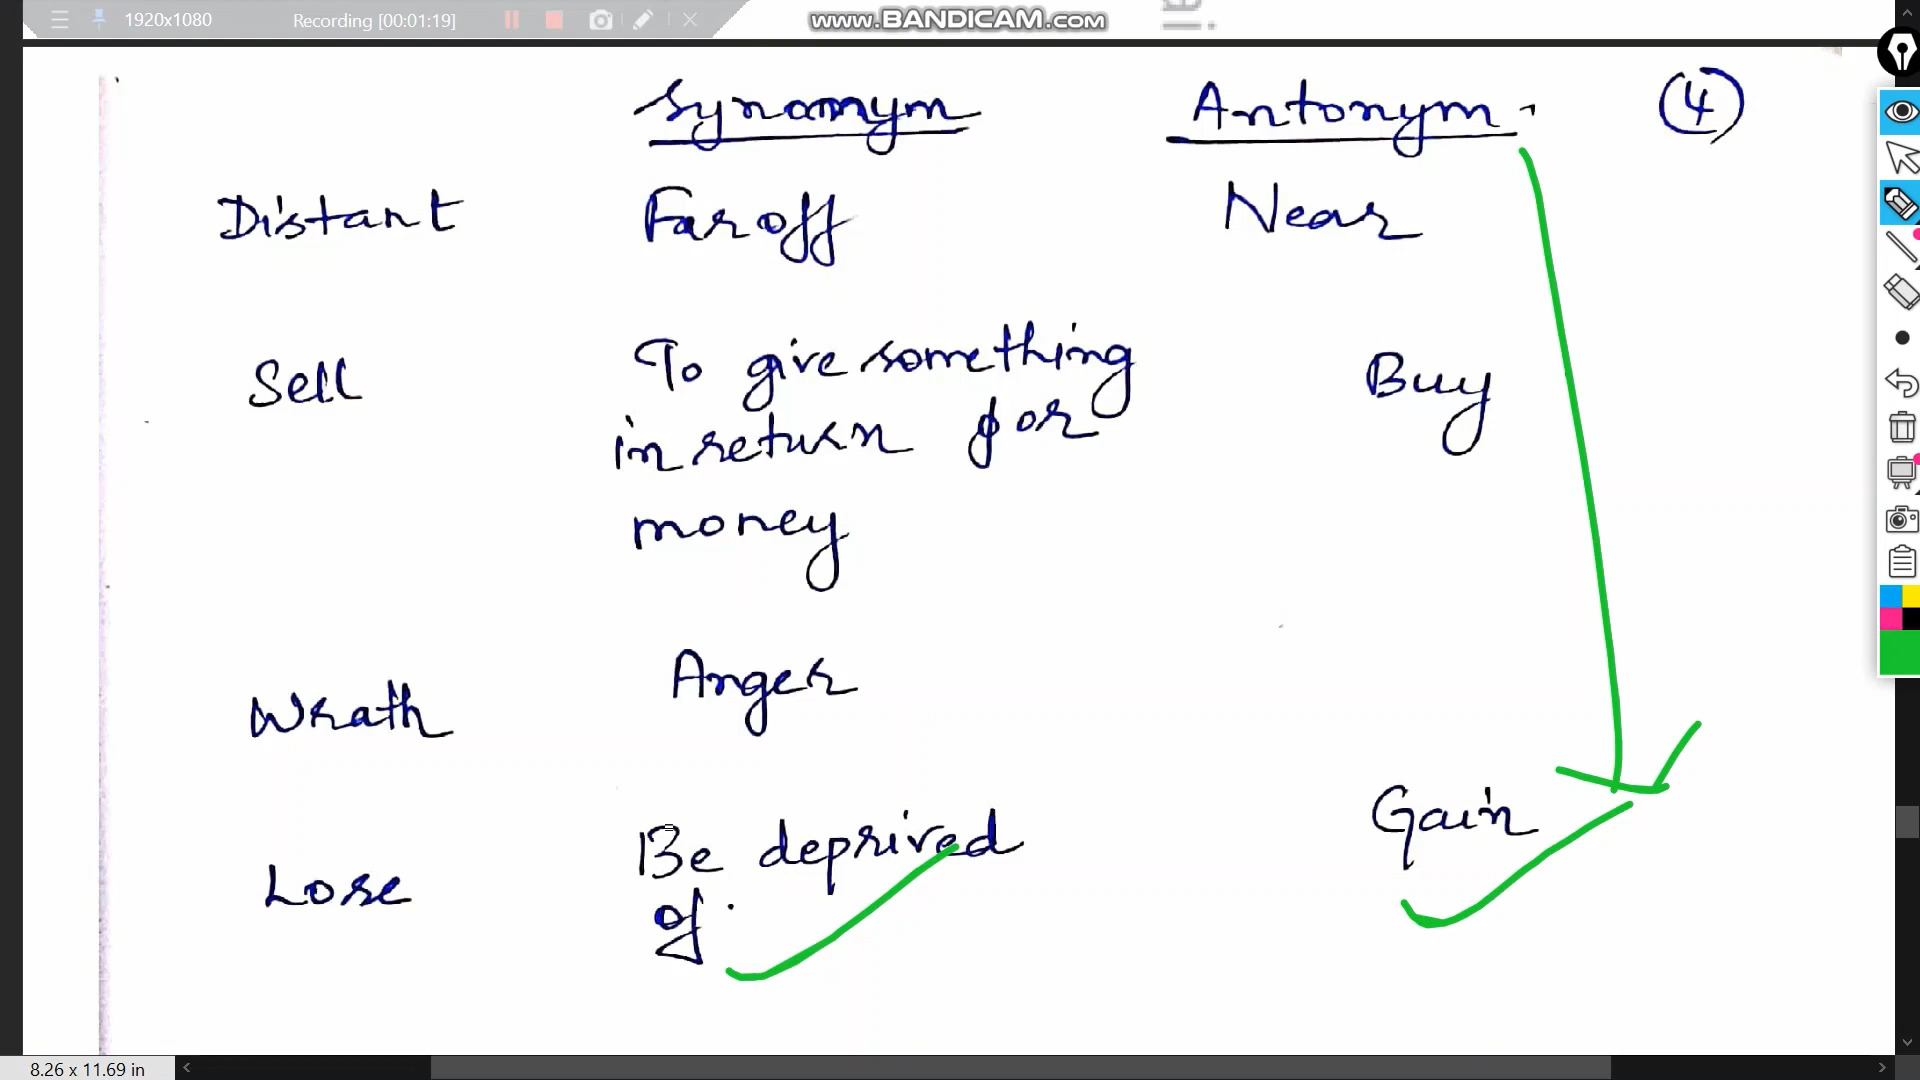 1920x1080
Recording [00:01:19]
www.BANDICAM.com
Synonym Antonym (4)
Distant Far off Near
Sell To give something Buy
in return for
money
Wrath Anger
Lose Be deprived Gain
of.
8.26 x 11.69 in